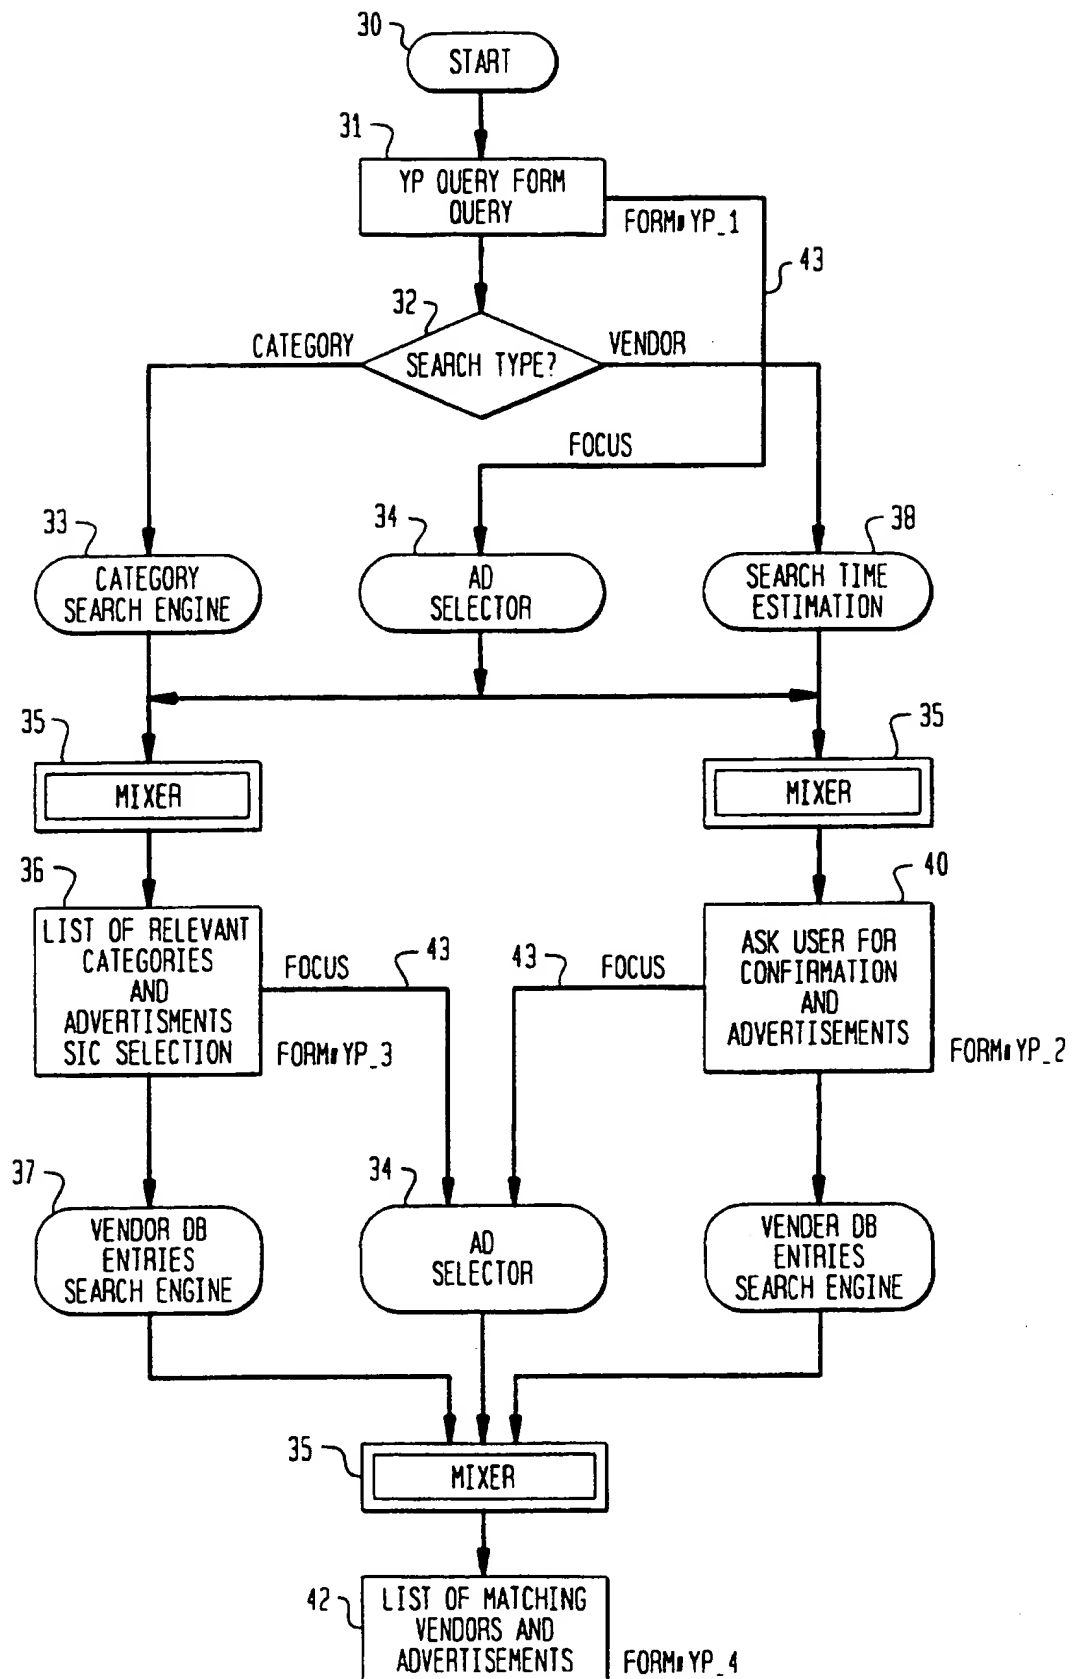 30
START
31
YP QUERY FORM
QUERY
FORM#YP_1
43
32
CATEGORY
SEARCH TYPE?
VENDOR
FOCUS
33
34
38
CATEGORY
SEARCH ENGINE
AD
SELECTOR
SEARCH TIME
ESTIMATION
35
35
MIXER
MIXER
36
40
LIST OF RELEVANT
CATEGORIES
AND
ADVERTISMENTS
SIC SELECTION
FOCUS
43
FORM#YP_3
43
FOCUS
ASK USER FOR
CONFIRMATION
AND
ADVERTISEMENTS
FORM#YP_2
37
34
VENDOR DB
ENTRIES
SEARCH ENGINE
AD
SELECTOR
VENDER DB
ENTRIES
SEARCH ENGINE
35
MIXER
42
LIST OF MATCHING
VENDORS AND
ADVERTISEMENTS
FORM#YP_4